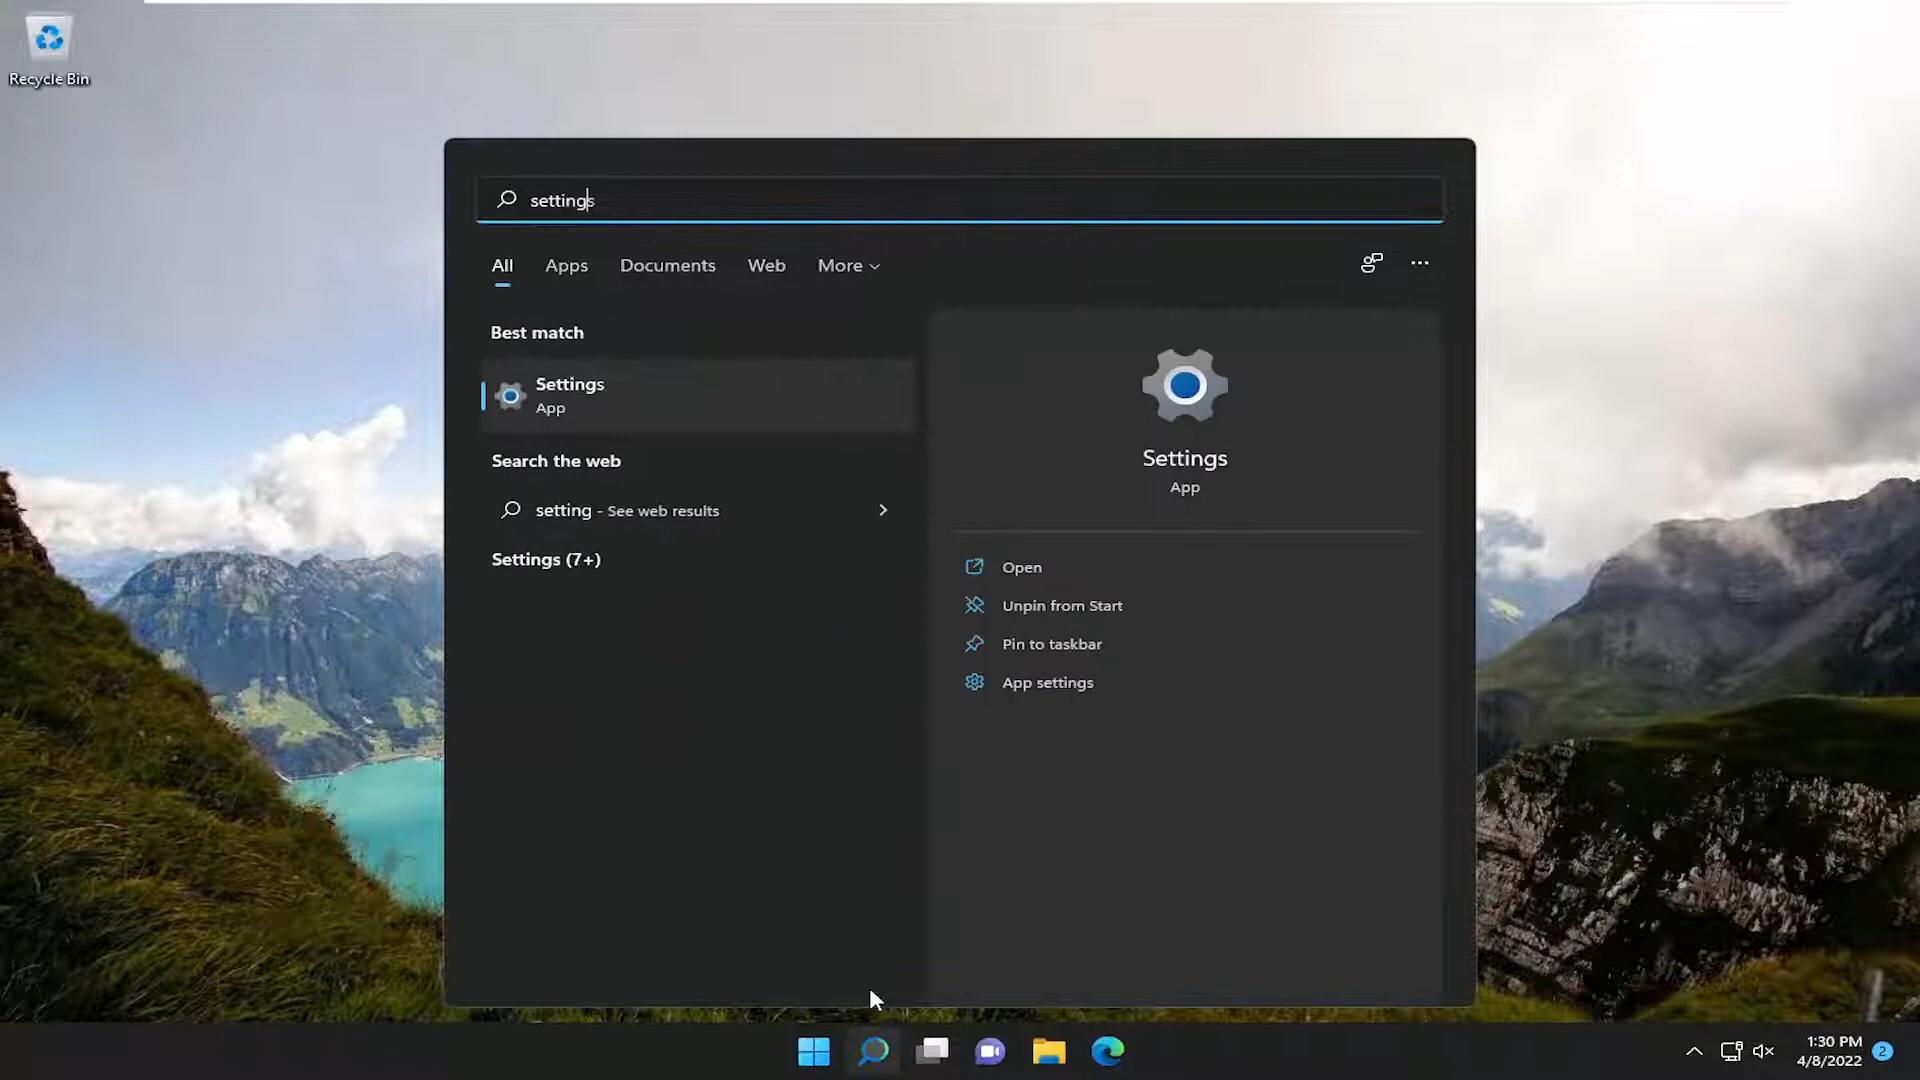 Recycle Bin
settings
All Apps Documents Web More
Best match
Settings
App
Search the web
setting - See web results
Settings (7+)
Settings
App
Open
Unpin from Start
Pin to taskbar
App settings
1:30 PM
4/8/2022
2